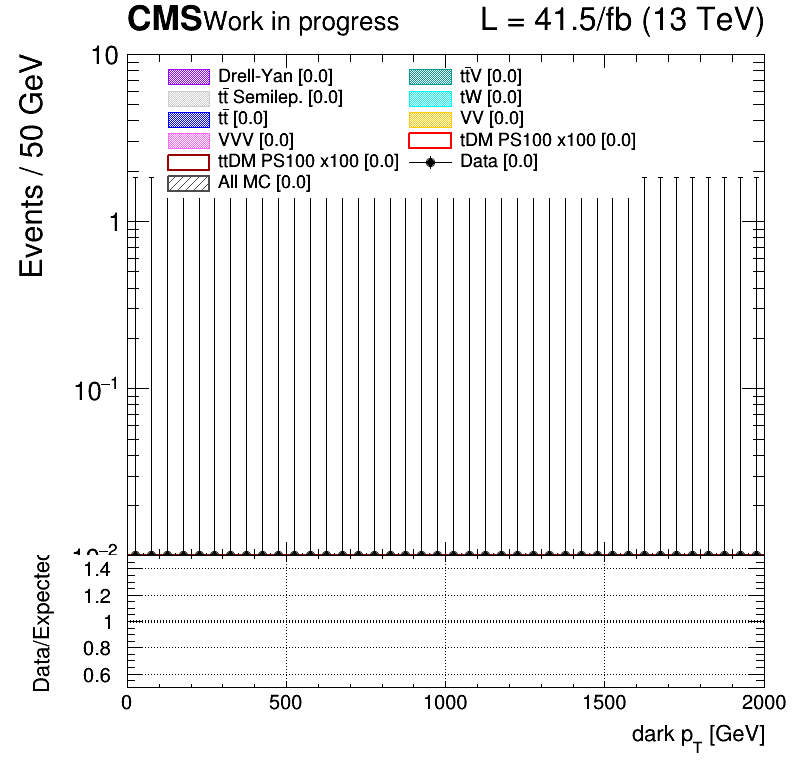 CMS Work in progress L = 41.5/fb (13 TeV)
Events / 50 GeV
10
1
10⁻¹
10⁻²
Drell-Yan [0.0]
tt̄ Semilep. [0.0]
tt̄ [0.0]
VVV [0.0]
ttDM PS100 x100 [0.0]
All MC [0.0]
tt̄V [0.0]
tW [0.0]
VV [0.0]
tDM PS100 x100 [0.0]
Data [0.0]
Data/Expected
1.4
1.2
1
0.8
0.6
0 500 1000 1500 2000
dark p_T [GeV]